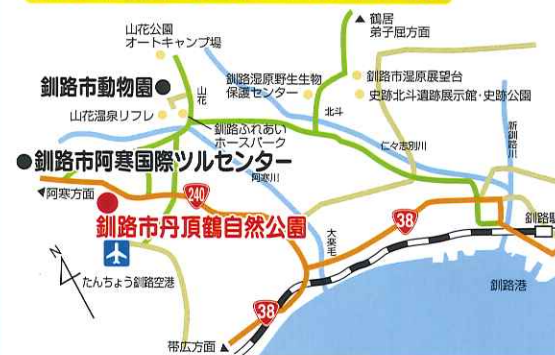 ▲ 鶴居
弟子屈方面
山花公園
オートキャンプ場
釧路市動物園
山花
釧路湿原野生生物
保護センター
釧路市湿原展望台
史跡北斗遺跡展示館・史跡公園
北斗
山花温泉リフレ
釧路ふれあい
ホースパーク
新釧路川
仁々志別川
釧路市阿寒国際ツルセンター
阿寒川
◀阿寒方面
240
釧路市丹頂鶴自然公園
38
釧路駅
大楽毛
N
たんちょう釧路空港
釧路港
38
帯広方面 ▲